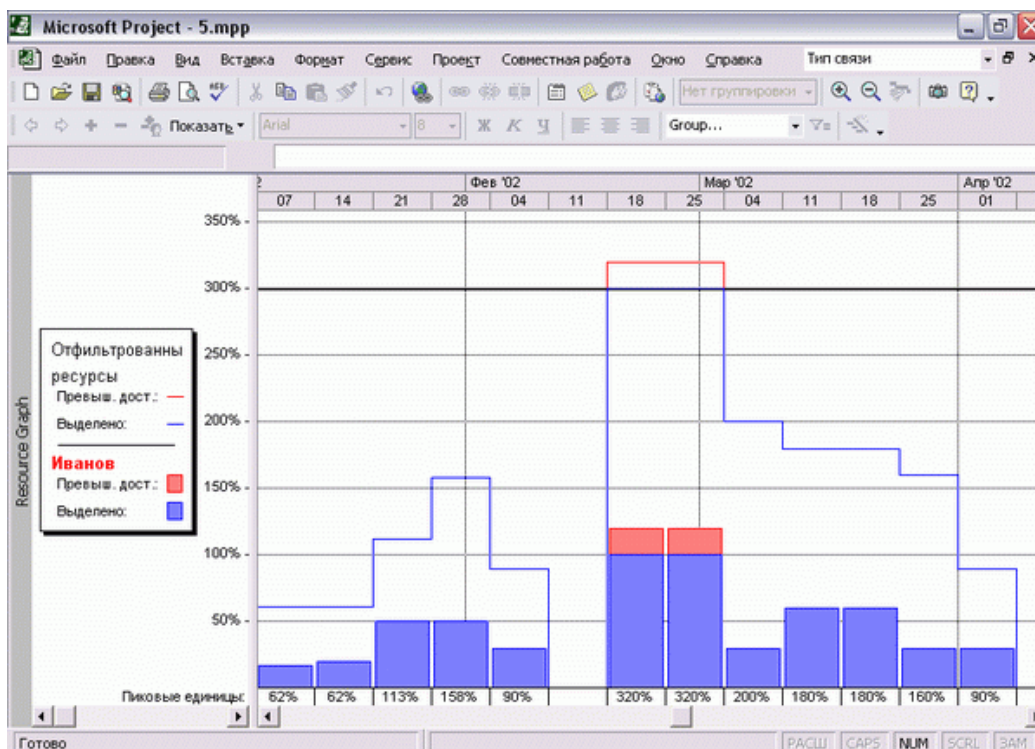 Microsoft Project - 5.mpp
Файл Правка Вид Вставка Формат Сервис Проект Совместная работа Окно Справка Тип связи
Нет группировки
Показать Arial 8 Ж К Ч Group...
2 Фев '02 Мар '02 Апр '02
07 14 21 28 04 11 18 25 04 11 18 25 01
350%
300%
250%
200%
150%
100%
50%
Resource Graph
Отфильтрованны
ресурсы
Превыш. дост.:
Выделено:
Иванов
Превыш. дост.:
Выделено:
Пиковые единицы: 62% 62% 113% 158% 90% 320% 320% 200% 180% 180% 160% 90%
Готово РАСШ CAPS NUM SCRL ЗАМ